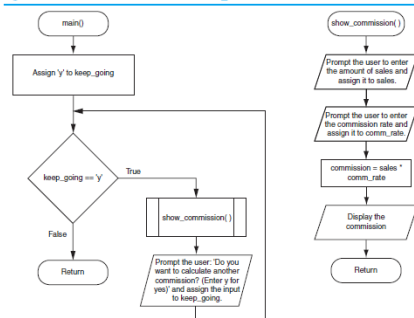 main()
Assign 'y' to keep_going
keep_going == 'y'
True
False
Return
show_commission( )
Prompt the user: 'Do you
want to calculate another
commission? (Enter y for
yes)' and assign the input
to keep_going.
show_commission( )
Prompt the user to enter
the amount of sales and
assign it to sales.
Prompt the user to enter
the commission rate and
assign it to comm_rate.
commission = sales *
comm_rate
Display the
commission
Return